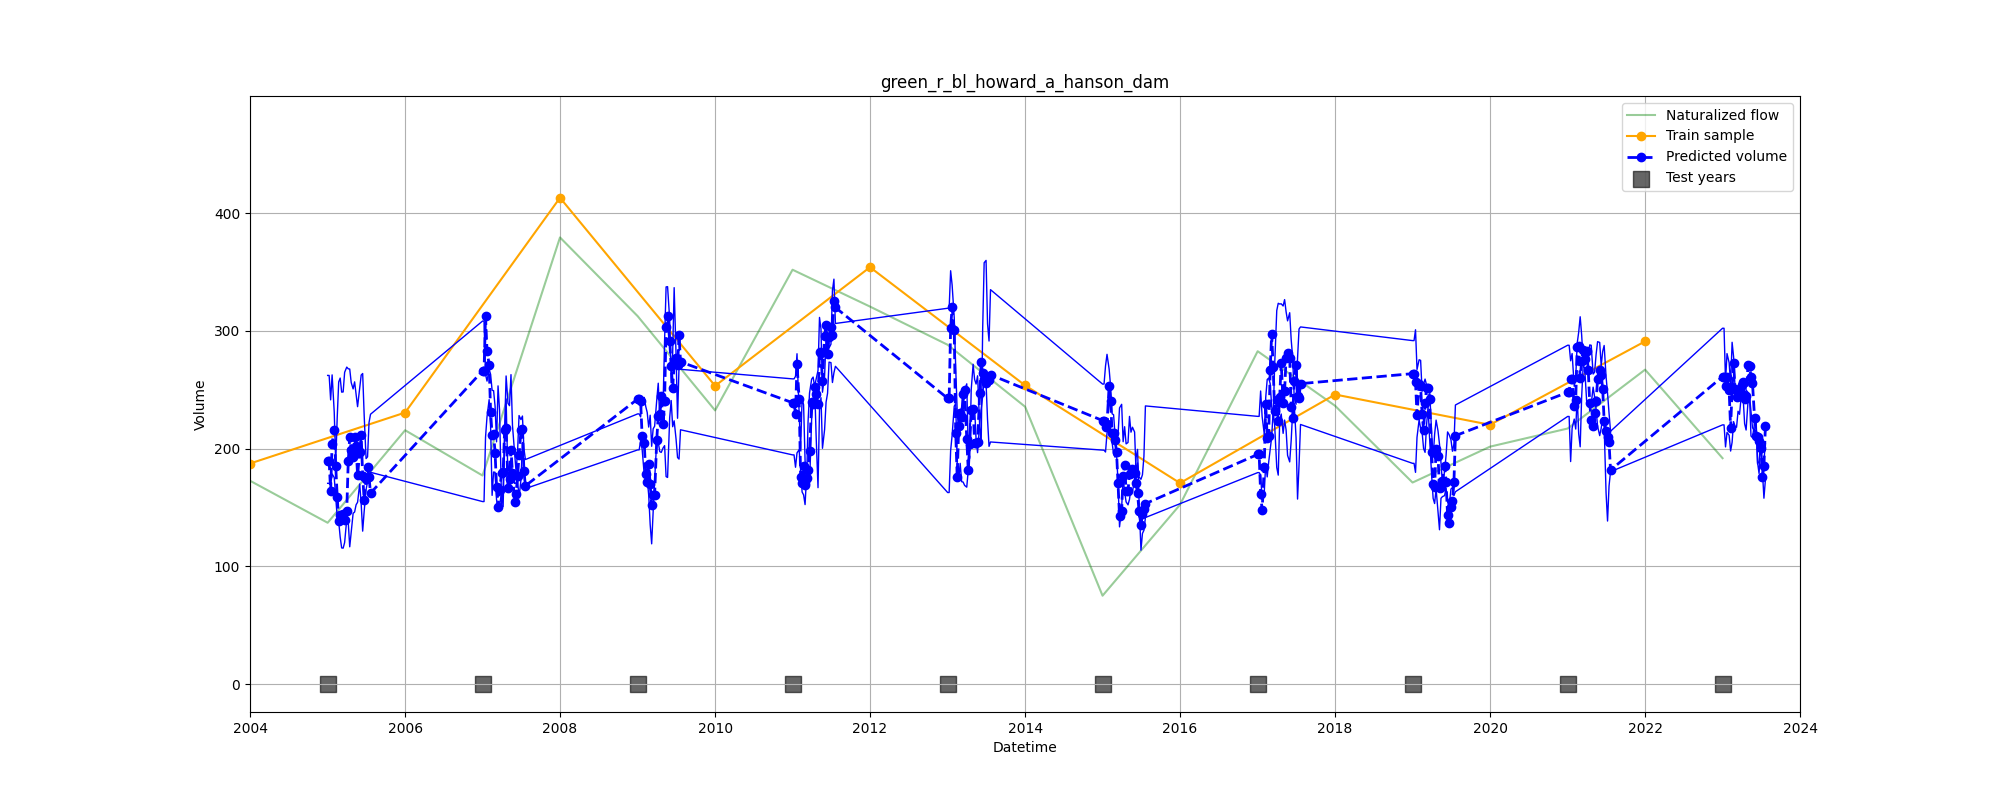 green_r_bl_howard_a_hanson_dam
Naturalized flow
Train sample
Predicted volume
Test years
Volume
400
300
200
100
0
2004 2006 2008 2010 2012 2014 2016 2018 2020 2022 2024
Datetime